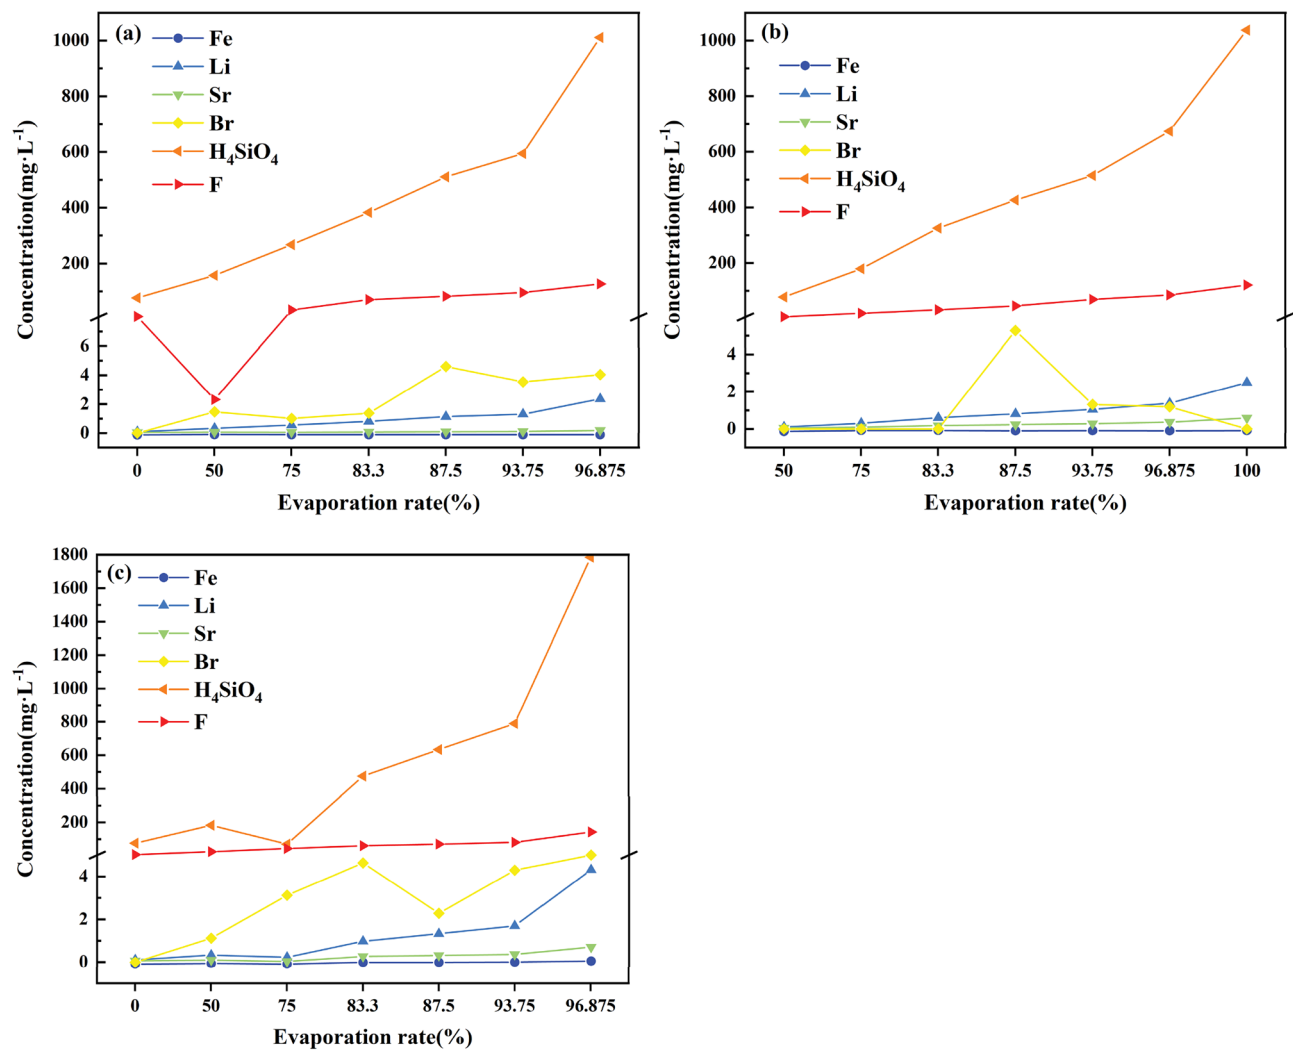 (a)
Fe
Li
Sr
Br
H₄SiO₄
F
1000
800
600
400
200
6
4
2
0
Concentration(mg·L⁻¹)
0 50 75 83.3 87.5 93.75 96.875
Evaporation rate(%)
(b)
Fe
Li
Sr
Br
H₄SiO₄
F
1000
800
600
400
200
4
2
0
Concentration(mg·L⁻¹)
50 75 83.3 87.5 93.75 96.875 100
Evaporation rate(%)
(c)
Fe
Li
Sr
Br
H₄SiO₄
F
1800
1600
1400
1200
1000
800
600
400
200
4
2
0
Concentration(mg·L⁻¹)
0 50 75 83.3 87.5 93.75 96.875
Evaporation rate(%)